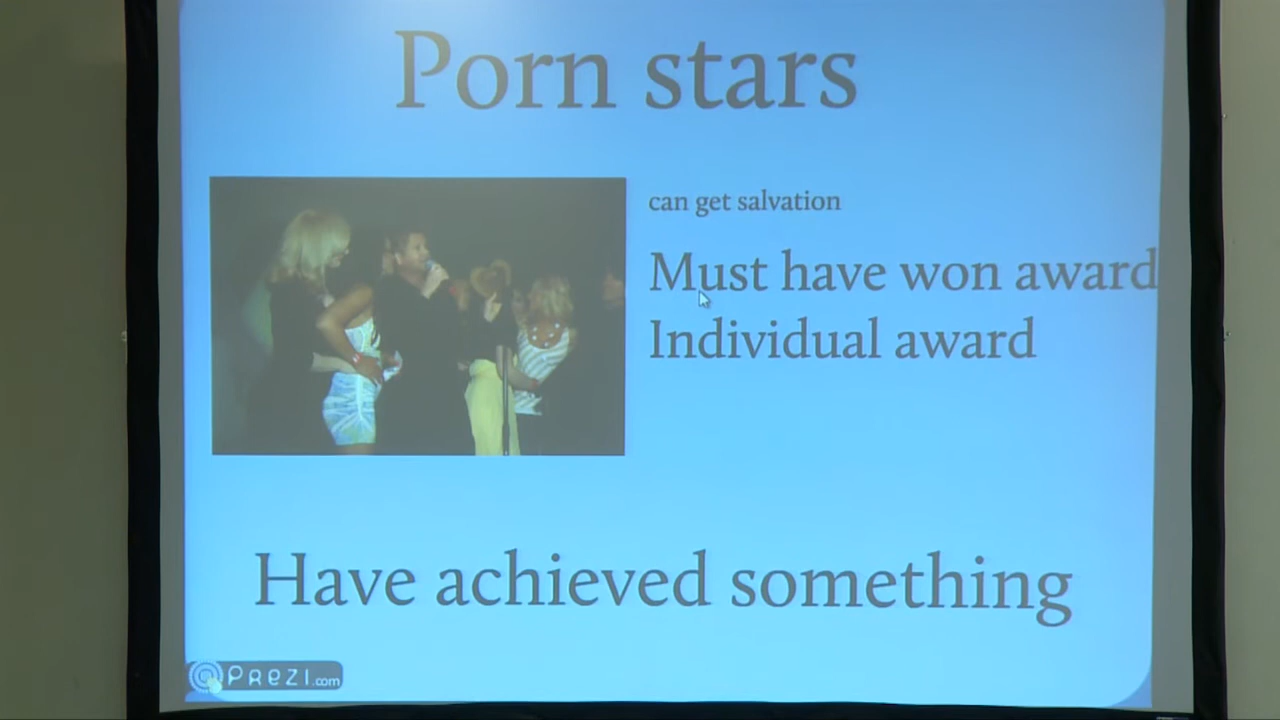 Porn stars
can get salvation
Must have won award
Individual award
Have achieved something
Prezi.com